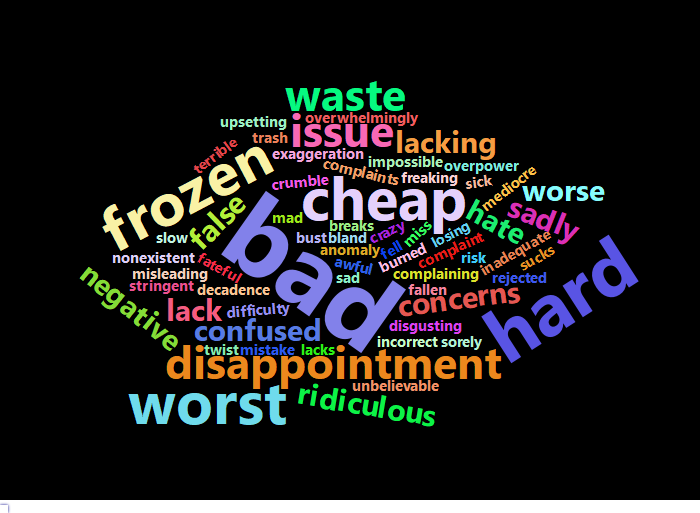 waste
overwhelmingly
upsetting
issue
trash
lacking
terrible
exaggeration
impossible
overpower
complaints
freaking
sick
crumble
mediocre
worse
frozen
cheap
hate
sadly
false
mad
breaks
crazy
miss
losing
slow
bust
bland
anomaly
fell
burned
complaint
inadequate
sucks
nonexistent
fateful
bad
awful
risk
misleading
sad
complaining
rejected
stringent
decadence
fallen
concerns
hard
negative
lack
difficulty
disgusting
confused
incorrect
sorely
twist
mistake
lacks
disappointment
unbelievable
worst
ridiculous